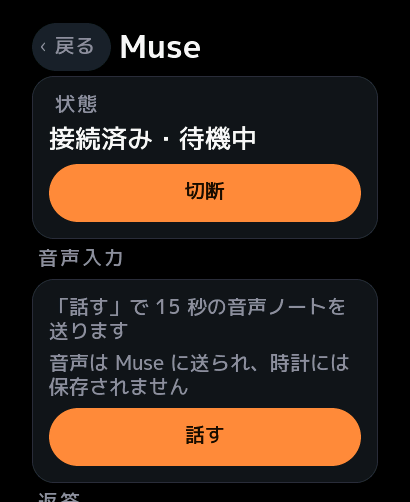 ‹ 戻る Muse
状態
接続済み・待機中
切断
音声入力
「話す」で 15 秒の音声ノートを
送ります
音声は Muse に送られ、時計には
保存されません
話す
返答